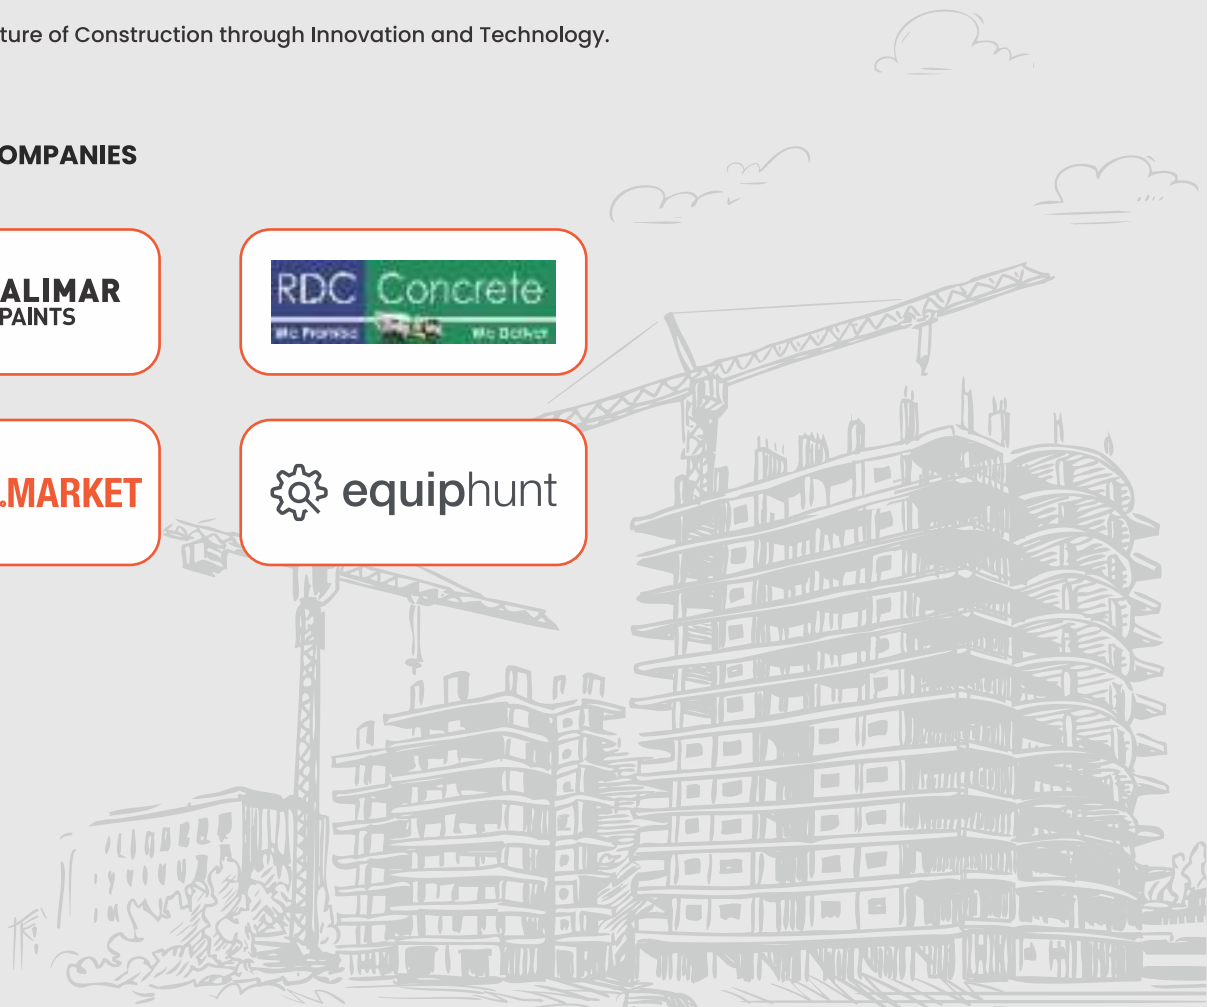 ture of Construction through Innovation and Technology.
OMPANIES
ALIMAR
PAINTS
RDC Concrete
We Promise We Deliver
.MARKET
equiphunt